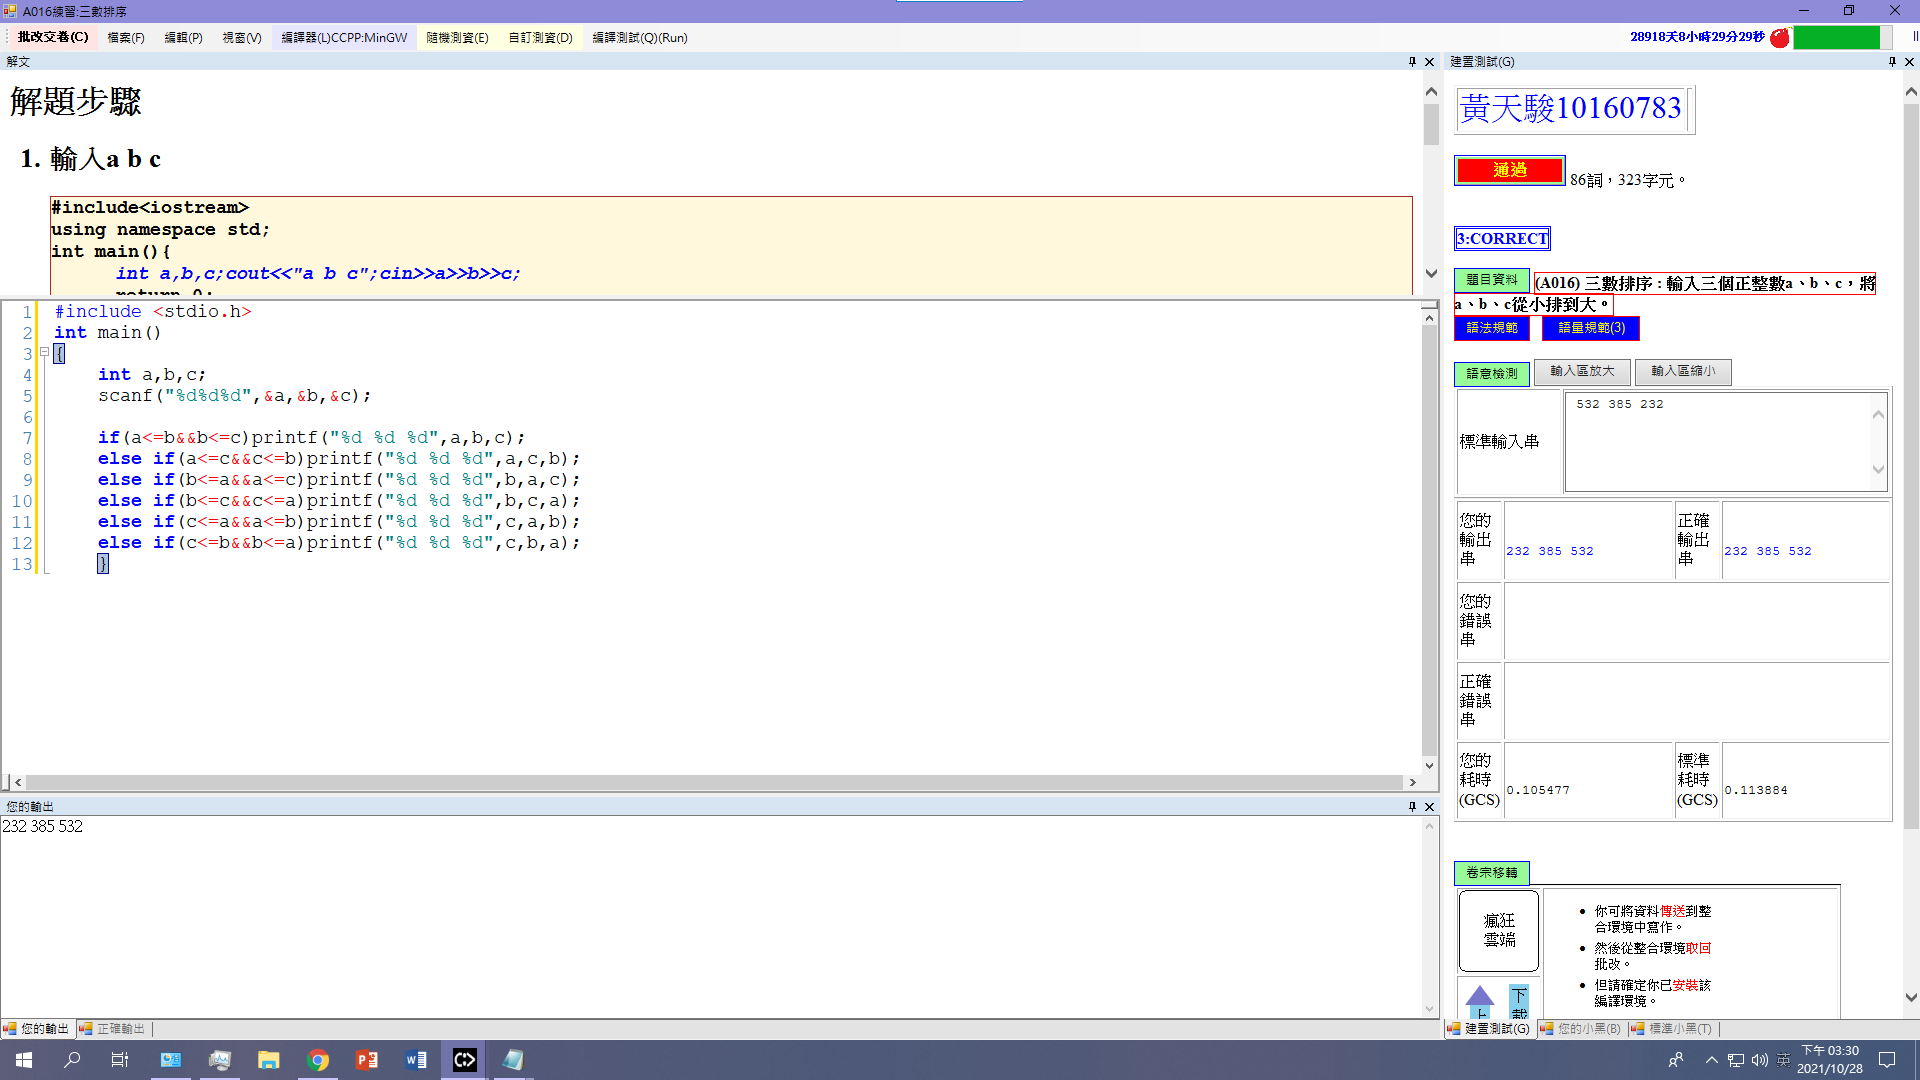 A016練習:三數排序
批改交卷(C) 檔案(F) 編輯(P) 視窗(V) 編譯器(L)CCPP:MinGW 隨機測資(E) 自訂測資(D) 編譯測試(Q)(Run)
28918天8小時29分29秒
解文
解題步驟
1. 輸入a b c
#include<iostream>
using namespace std;
int main(){
int a,b,c;cout<<"a b c";cin>>a>>b>>c;
return 0;
1 #include <stdio.h>
2 int main()
3 {
4 int a,b,c;
5 scanf("%d%d%d",&a,&b,&c);
6
7 if(a<=b&&b<=c)printf("%d %d %d",a,b,c);
8 else if(a<=c&&c<=b)printf("%d %d %d",a,c,b);
9 else if(b<=a&&a<=c)printf("%d %d %d",b,a,c);
10 else if(b<=c&&c<=a)printf("%d %d %d",b,c,a);
11 else if(c<=a&&a<=b)printf("%d %d %d",c,a,b);
12 else if(c<=b&&b<=a)printf("%d %d %d",c,b,a);
13 }
您的輸出
232 385 532
您的輸出 正確輸出
建置測試(G)
黃天駿10160783
通過 86詞，323字元。
3:CORRECT
題目資料 (A016) 三數排序：輸入三個正整數a、b、c，將
a、b、c從小排到大。
語法規範 語量規範(3)
語意檢測 輸入區放大 輸入區縮小
標準輸入串 532 385 232
您的
輸出
串
232 385 532
正確
輸出
串
232 385 532
您的
錯誤
串
正確
錯誤
串
您的
耗時
(GCS)
0.105477
標準
耗時
(GCS)
0.113884
卷宗移轉
瘋狂
雲端
你可將資料傳送到整
合環境中寫作。
然後從整合環境取回
批改。
但請確定你已安裝該
編譯環境。
上
下
載
建置測試(G) 您的小黑(B) 標準小黑(T)
英
下午 03:30
2021/10/28